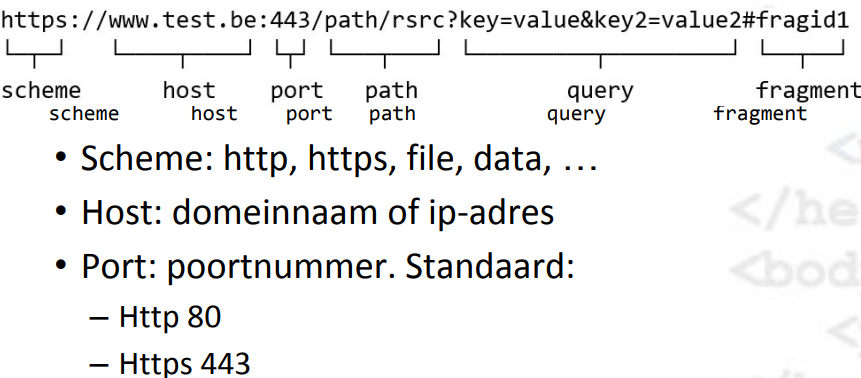 https://www.test.be:443/path/rsrc?key=value&key2=value2#fragid1
scheme host port path query fragment
scheme host port path query fragment
• Scheme: http, https, file, data, …
• Host: domeinnaam of ip-adres
</he
• Port: poortnummer. Standaard:
<bod
– Http 80
<
– Https 443
</